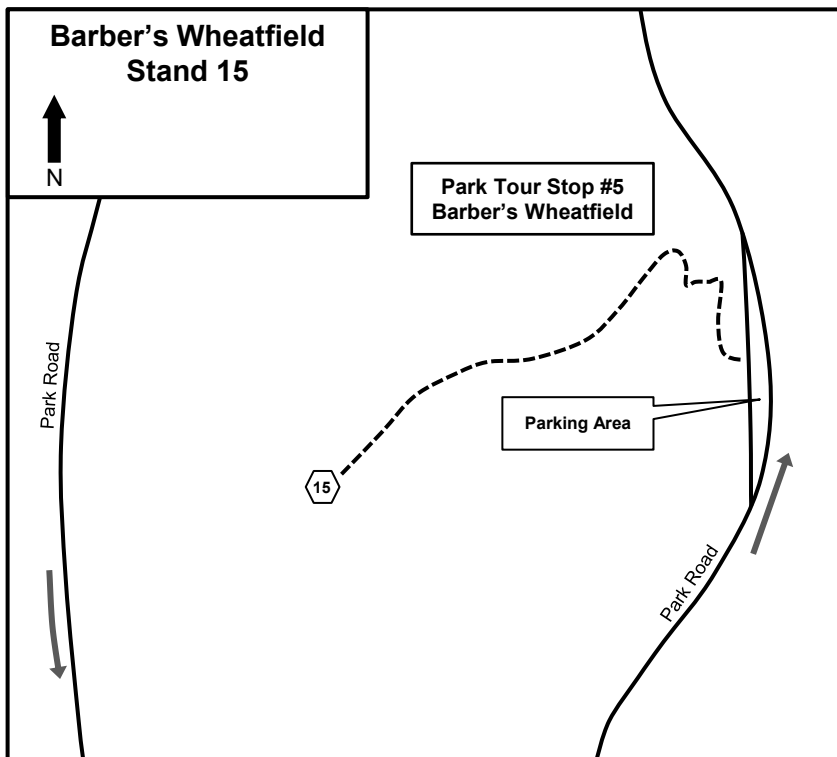 Barber’s Wheatfield
Stand 15
N
Park Tour Stop #5
Barber’s Wheatfield
Park Road
Parking Area
15
Park Road